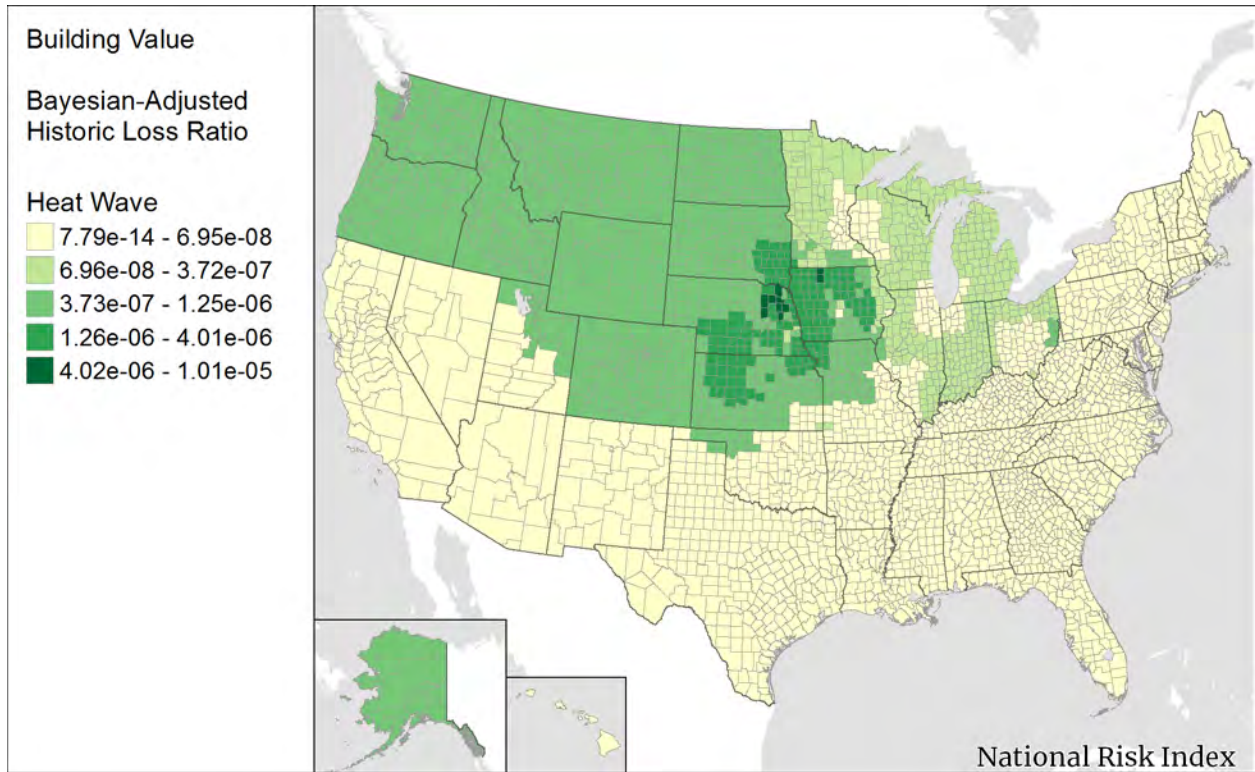 Building Value
Bayesian-Adjusted
Historic Loss Ratio
Heat Wave
7.79e-14 - 6.95e-08
6.96e-08 - 3.72e-07
3.73e-07 - 1.25e-06
1.26e-06 - 4.01e-06
4.02e-06 - 1.01e-05
National Risk Index